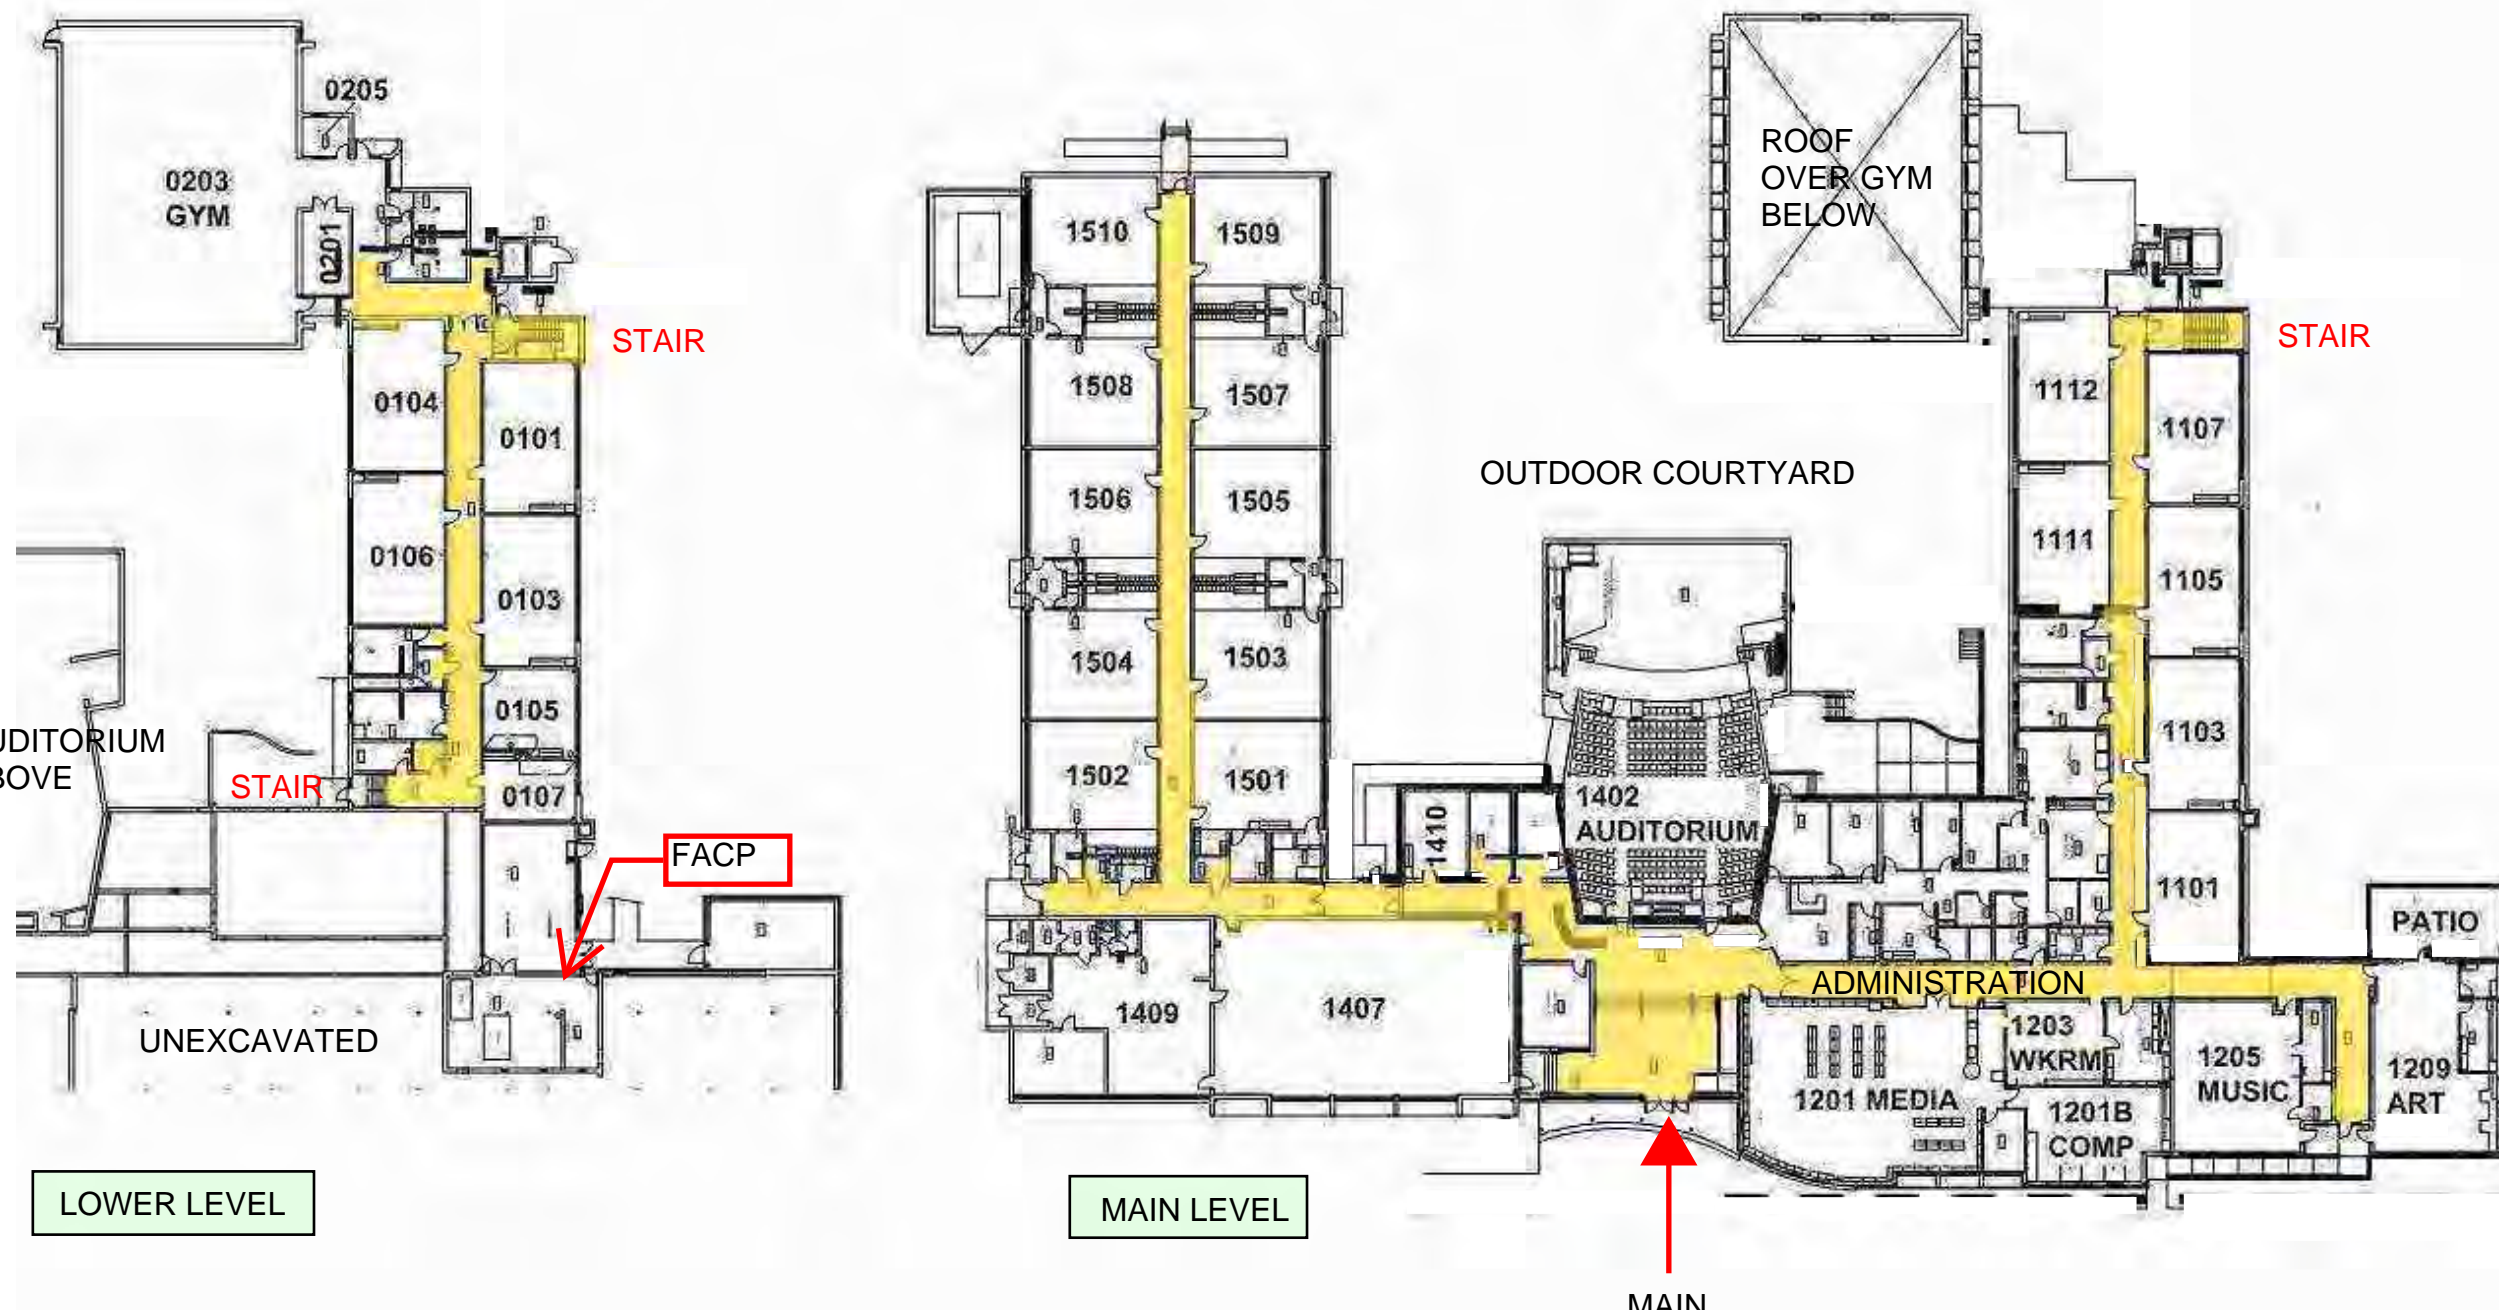 0205
0203
GYM
0201
STAIR
0104
0101
0106
0103
0105
UDITORIUM
BOVE
STAIR
0107
FACP
UNEXCAVATED
LOWER LEVEL
ROOF
OVER GYM
BELOW
1510
1509
STAIR
1508
1507
1112
1107
OUTDOOR COURTYARD
1506
1505
1111
1105
1504
1503
1103
1502
1501
1402
AUDITORIUM
1410
1101
PATIO
ADMINISTRATION
1409
1407
1203
WKRM
1205
MUSIC
1209
ART
1201 MEDIA
1201B
COMP
MAIN LEVEL
MAIN